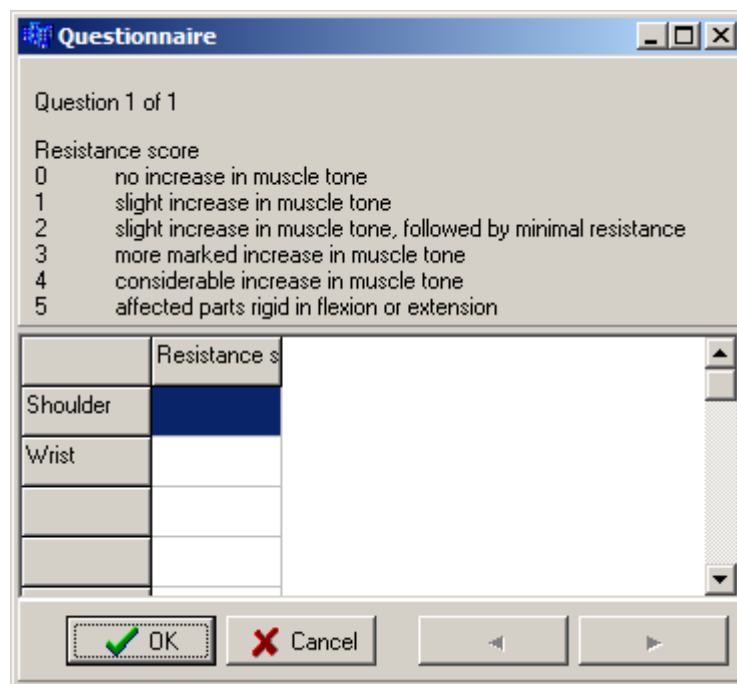 Questionnaire
Question 1 of 1
Resistance score
0 no increase in muscle tone
1 slight increase in muscle tone
2 slight increase in muscle tone, followed by minimal resistance
3 more marked increase in muscle tone
4 considerable increase in muscle tone
5 affected parts rigid in flexion or extension
Resistance s
Shoulder
Wrist
OK Cancel